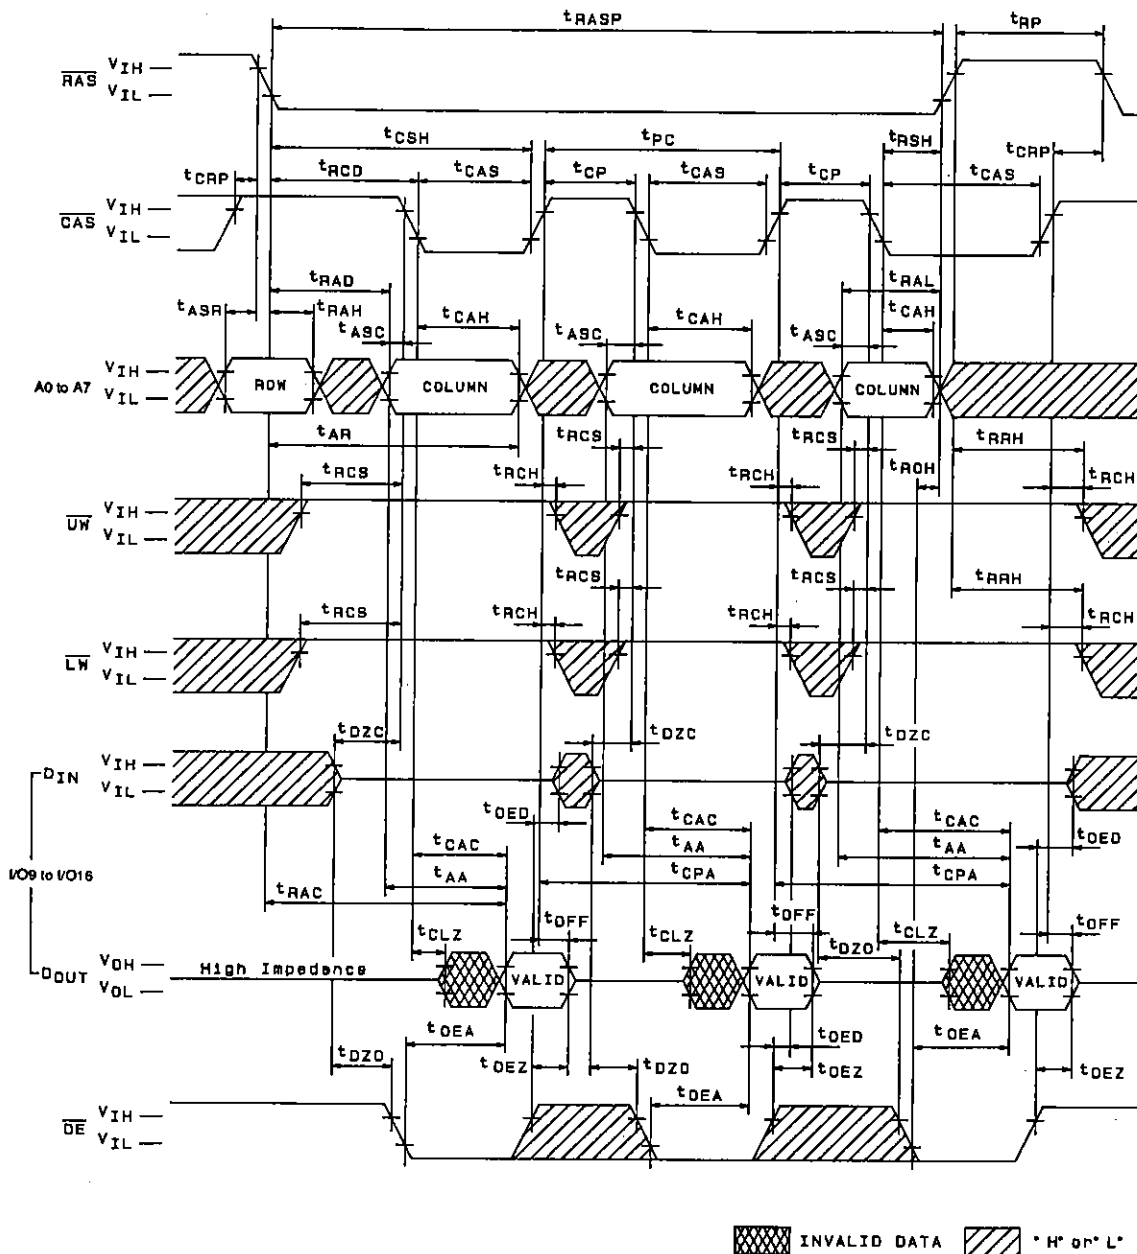 tRASP tRP
RAS VIH
VIL
tCSH tPC tRSH
tCRP
tCRP tRCD tCAS tCP tCAS tCP tCAS
CAS VIH
VIL
tRAD tRAL
tASR tRAH tCAH tCAH tCAH
tASC tASC tASC
A0 to A7 VIH
VIL
ROW COLUMN COLUMN COLUMN
tAR tRCS tRCS tRRH
tROH
tRCS tRCH tRCH tRCH
UW VIH
VIL
tRCS tRCS tRRH
tRCS tRCH tRCH tRCH
LW VIH
VIL
tDZC tDZC tDZC
DIN VIH
VIL
tOED tOED
tCAC tCAC tCAC
tAA tAA tAA
I/O9 to I/O16
tRAC tCPA tCPA
tOFF tOFF tOFF
tCLZ tCLZ tDZO tCLZ
DOUT VOH
VOL
High Impedance VALID VALID VALID
tOEA tOED tOEA
tDZO tOEZ tDZO tOEZ tOEZ
tOEA
OE VIH
VIL
INVALID DATA "H" or "L"